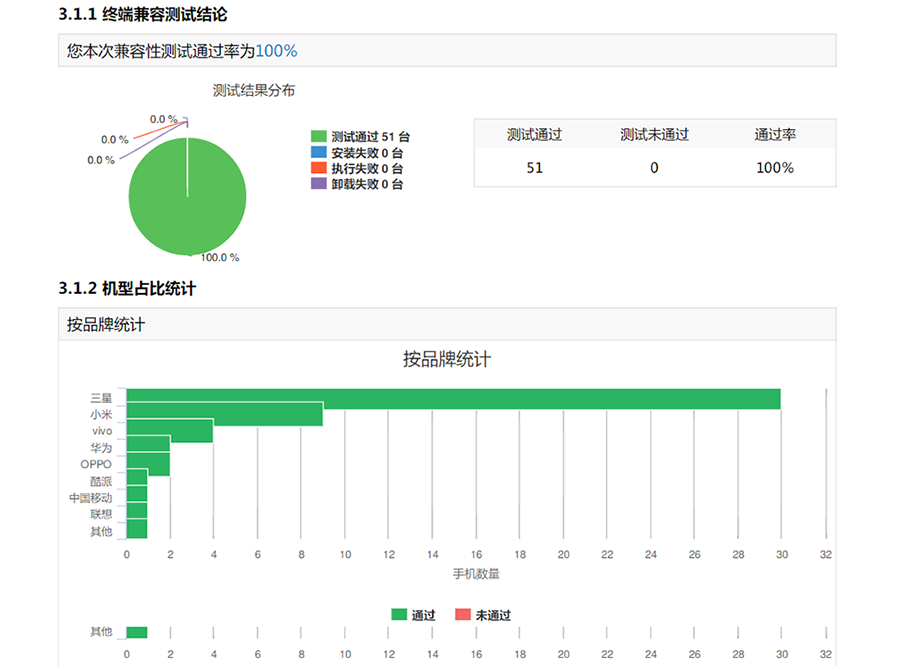 3.1.1 终端兼容测试结论
您本次兼容性测试通过率为100%
测试结果分布
0.0 %
0.0 %
0.0 %
100.0 %
测试通过 51 台
安装失败 0 台
执行失败 0 台
卸载失败 0 台
测试通过 测试未通过 通过率
51 0 100%
3.1.2 机型占比统计
按品牌统计
按品牌统计
三星
小米
vivo
华为
OPPO
酷派
中国移动
联想
其他
0 2 4 6 8 10 12 14 16 18 20 22 24 26 28 30 32
手机数量
通过 未通过
其他
0 2 4 6 8 10 12 14 16 18 20 22 24 26 28 30 32